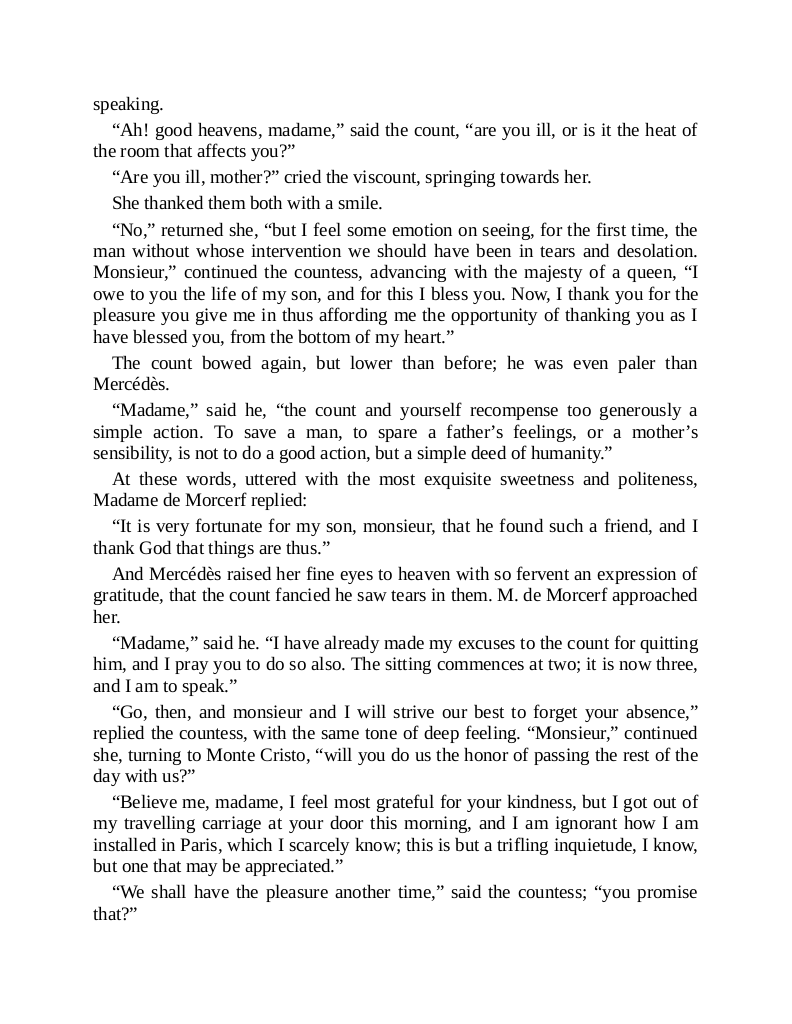 speaking.
“Ah! good heavens, madame,” said the count, “are you ill, or is it the heat of
the room that affects you?”
“Are you ill, mother?” cried the viscount, springing towards her.
She thanked them both with a smile.
“No,” returned she, “but I feel some emotion on seeing, for the first time, the
man without whose intervention we should have been in tears and desolation.
Monsieur,” continued the countess, advancing with the majesty of a queen, “I
owe to you the life of my son, and for this I bless you. Now, I thank you for the
pleasure you give me in thus affording me the opportunity of thanking you as I
have blessed you, from the bottom of my heart.”
The count bowed again, but lower than before; he was even paler than
Mercédès.
“Madame,” said he, “the count and yourself recompense too generously a
simple action. To save a man, to spare a father’s feelings, or a mother’s
sensibility, is not to do a good action, but a simple deed of humanity.”
At these words, uttered with the most exquisite sweetness and politeness,
Madame de Morcerf replied:
“It is very fortunate for my son, monsieur, that he found such a friend, and I
thank God that things are thus.”
And Mercédès raised her fine eyes to heaven with so fervent an expression of
gratitude, that the count fancied he saw tears in them. M. de Morcerf approached
her.
“Madame,” said he. “I have already made my excuses to the count for quitting
him, and I pray you to do so also. The sitting commences at two; it is now three,
and I am to speak.”
“Go, then, and monsieur and I will strive our best to forget your absence,”
replied the countess, with the same tone of deep feeling. “Monsieur,” continued
she, turning to Monte Cristo, “will you do us the honor of passing the rest of the
day with us?”
“Believe me, madame, I feel most grateful for your kindness, but I got out of
my travelling carriage at your door this morning, and I am ignorant how I am
installed in Paris, which I scarcely know; this is but a trifling inquietude, I know,
but one that may be appreciated.”
“We shall have the pleasure another time,” said the countess; “you promise
that?”